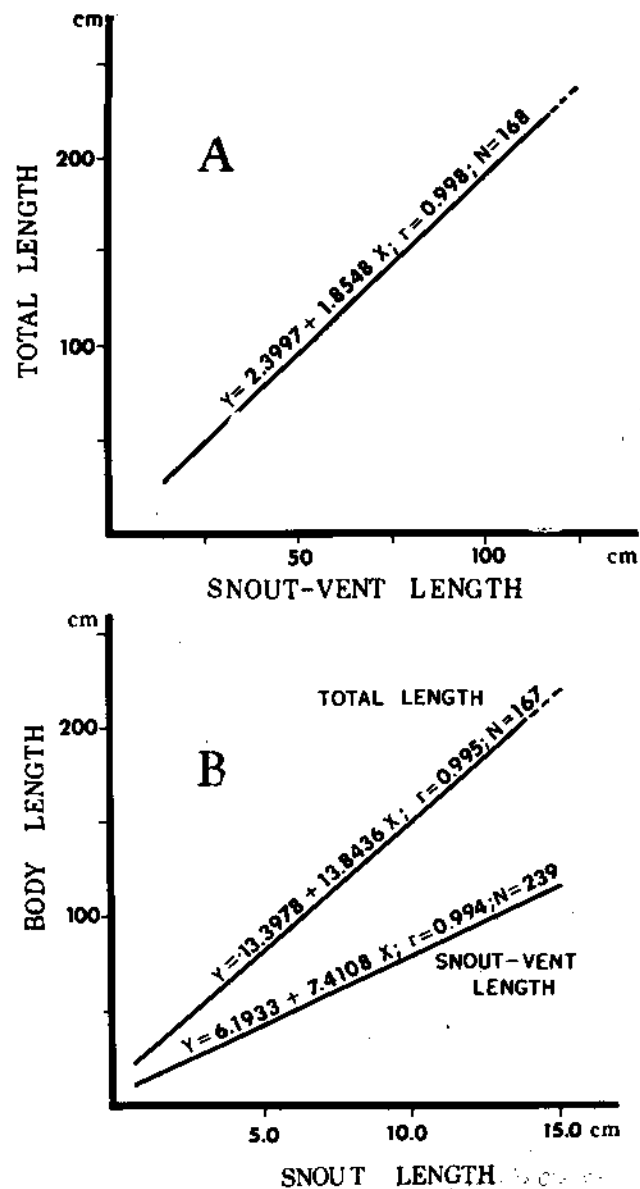 cm
A
200
100
TOTAL LENGTH
Y= 2.3997+ 1.8548 X; r= 0.998; N=168
50
100
cm
SNOUT-VENT LENGTH
cm
B
200
100
BODY LENGTH
TOTAL LENGTH
Y=13.3978 + 13.8436 X; r=0.995; N=167
Y= 6.1933 + 7.4108 X; r=0.994;N=239
SNOUT-VENT
LENGTH
5.0
10.0
15.0 cm
SNOUT LENGTH